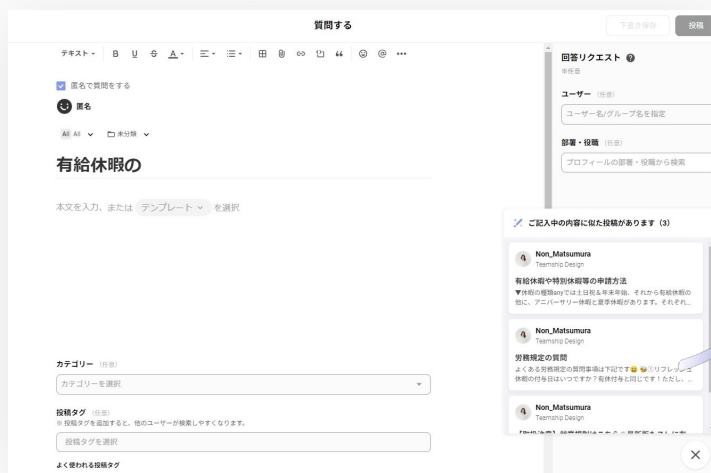 質問する
下書き保存
投稿
テキスト
B U S A
匿名で質問をする
匿名
All All 未分類
有給休暇の
本文を入力、または テンプレート を選択
カテゴリー (任意)
カテゴリーを選択
投稿タグ (任意)
※ 投稿タグを追加すると、他のユーザーが検索しやすくなります。
投稿タグを選択
よく使われる投稿タグ
回答リクエスト
※任意
ユーザー (任意)
ユーザー名/グループ名を指定
部署・役職 (任意)
プロフィールの部署・役職から検索
ご記入中の内容に似た投稿があります (3)
Non_Matsumura
Teamship Design
有給休暇や特別休暇等の申請方法
▼休暇の種類anyでは土日祝＆年末年始、それから有給休暇の
他に、アニバーサリー休暇と夏季休暇があります。それぞれ...
Non_Matsumura
Teamship Design
労務規定の質問
よくある労務規定の質問事項は下記です😀 🤏①リフレッシュ
休暇の付与日はいつですか？有休付与と同じです！ただし、...
Non_Matsumura
Teamship Design